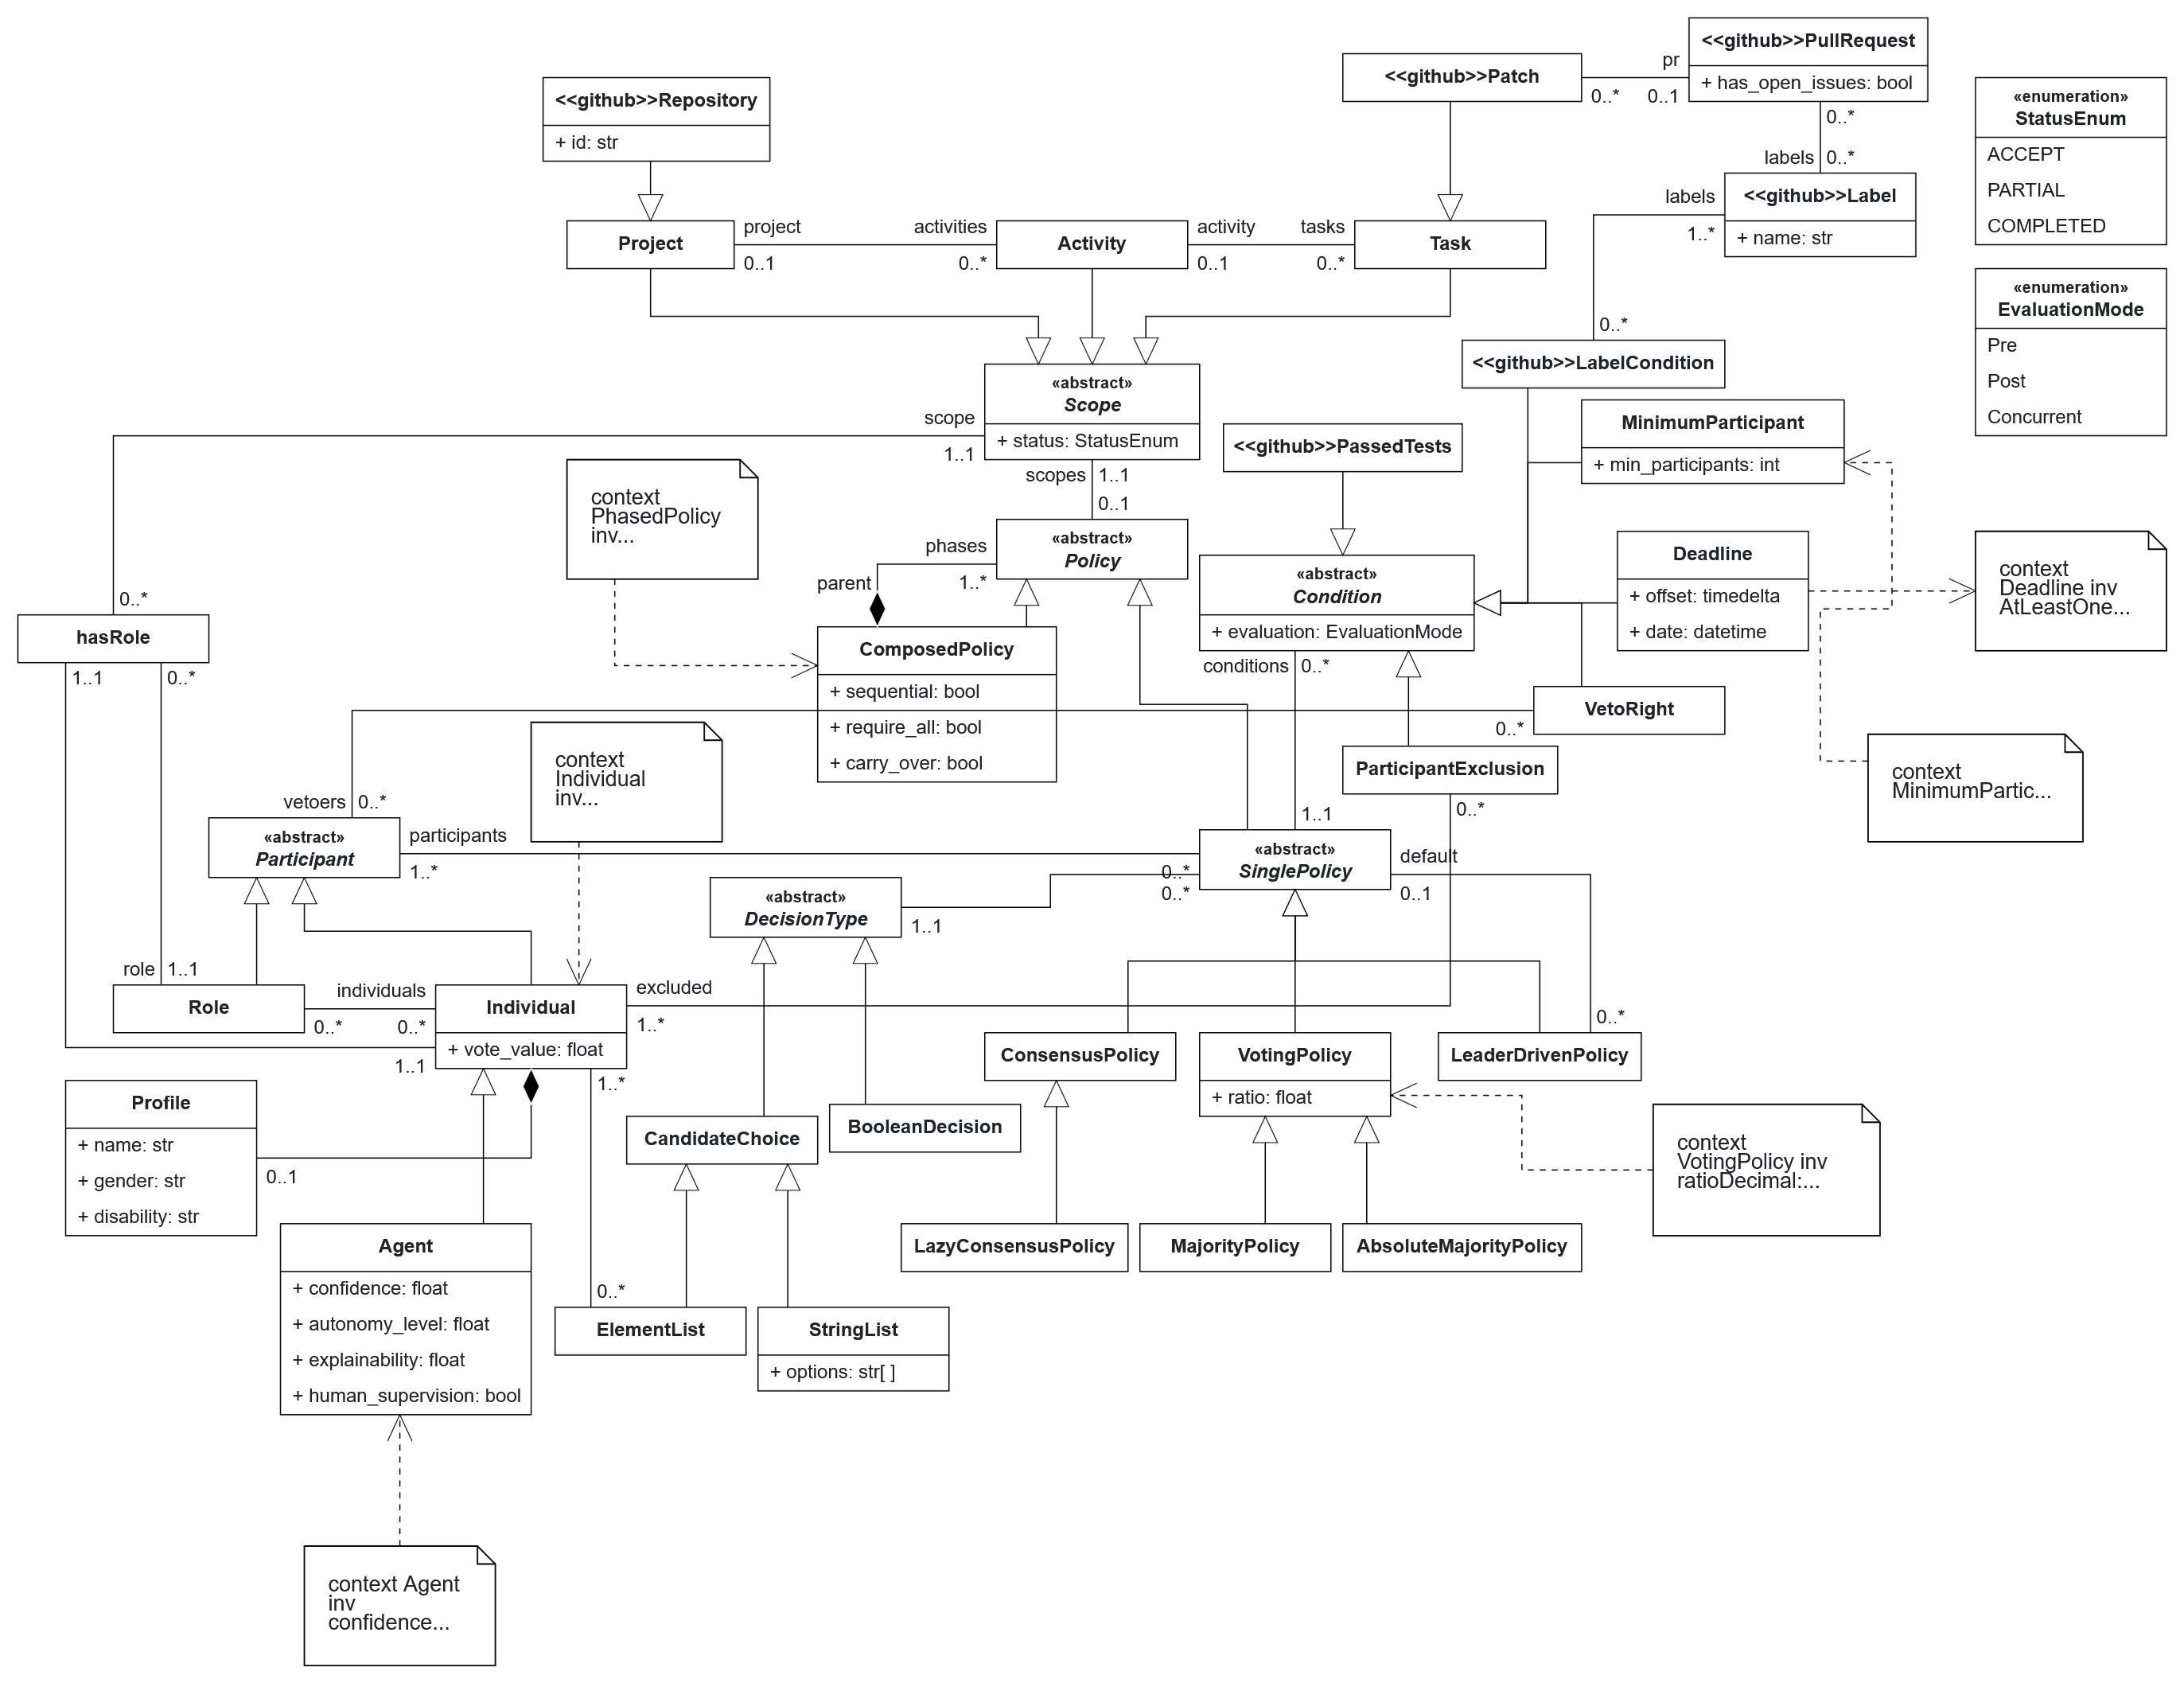 <<github>>PullRequest
+ has_open_issues: bool
<<github>>Patch
pr
0..*
0..1
<<github>>Repository
+ id: str
«enumeration»
StatusEnum
ACCEPT
PARTIAL
COMPLETED
0..*
labels
0..*
<<github>>Label
+ name: str
labels
1..*
Project
project
0..1
activities
0..*
Activity
activity
0..1
tasks
0..*
Task
«enumeration»
EvaluationMode
Pre
Post
Concurrent
0..*
<<github>>LabelCondition
«abstract»
Scope
+ status: StatusEnum
scope
1..1
scopes
1..1
0..1
<<github>>PassedTests
MinimumParticipant
+ min_participants: int
context
PhasedPolicy
inv...
«abstract»
Policy
phases
1..*
parent
«abstract»
Condition
+ evaluation: EvaluationMode
Deadline
+ offset: timedelta
+ date: datetime
context
Deadline inv
AtLeastOne...
0..*
hasRole
1..1
0..*
ComposedPolicy
+ sequential: bool
+ require_all: bool
+ carry_over: bool
conditions
0..*
VetoRight
0..*
context
Individual
inv...
ParticipantExclusion
0..*
context
MinimumPartic...
vetoers
0..*
«abstract»
Participant
participants
1..*
1..1
«abstract»
SinglePolicy
0..*
0..*
default
0..1
«abstract»
DecisionType
1..1
role
1..1
Role
individuals
0..*
0..*
Individual
+ vote_value: float
excluded
1..*
1..1
1..*
0..*
ConsensusPolicy
VotingPolicy
+ ratio: float
LeaderDrivenPolicy
Profile
+ name: str
+ gender: str
+ disability: str
0..1
CandidateChoice
BooleanDecision
context
VotingPolicy inv
ratioDecimal:...
Agent
+ confidence: float
+ autonomy_level: float
+ explainability: float
+ human_supervision: bool
LazyConsensusPolicy
MajorityPolicy
AbsoluteMajorityPolicy
0..*
ElementList
StringList
+ options: str[ ]
context Agent
inv
confidence...